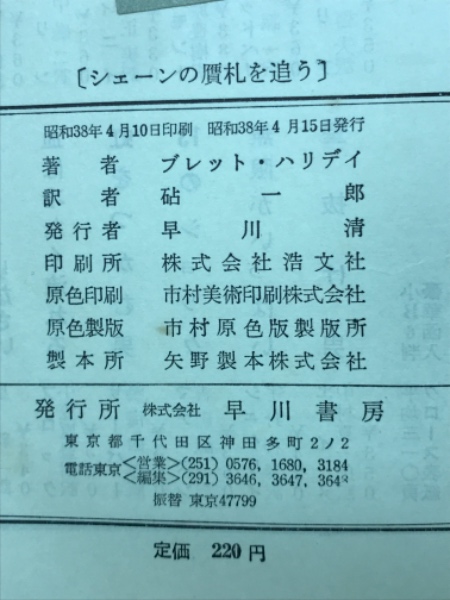 〔シェーンの贋札を追う〕
昭和38年4月10日印刷 昭和38年4月15日発行
著者 ブレット・ハリデイ
訳者 砧一郎
発行者 早川清
印刷所 株式会社浩文社
原色印刷 市村美術印刷株式会社
原色製版 市村原色版製版所
製本所 矢野製本株式会社
発行所 株式会社 早川書房
東京都千代田区神田多町2ノ2
電話東京<営業>(251) 0576, 1680, 3184
<編集>(291) 3646, 3647, 3648
振替 東京47799
定価 220円